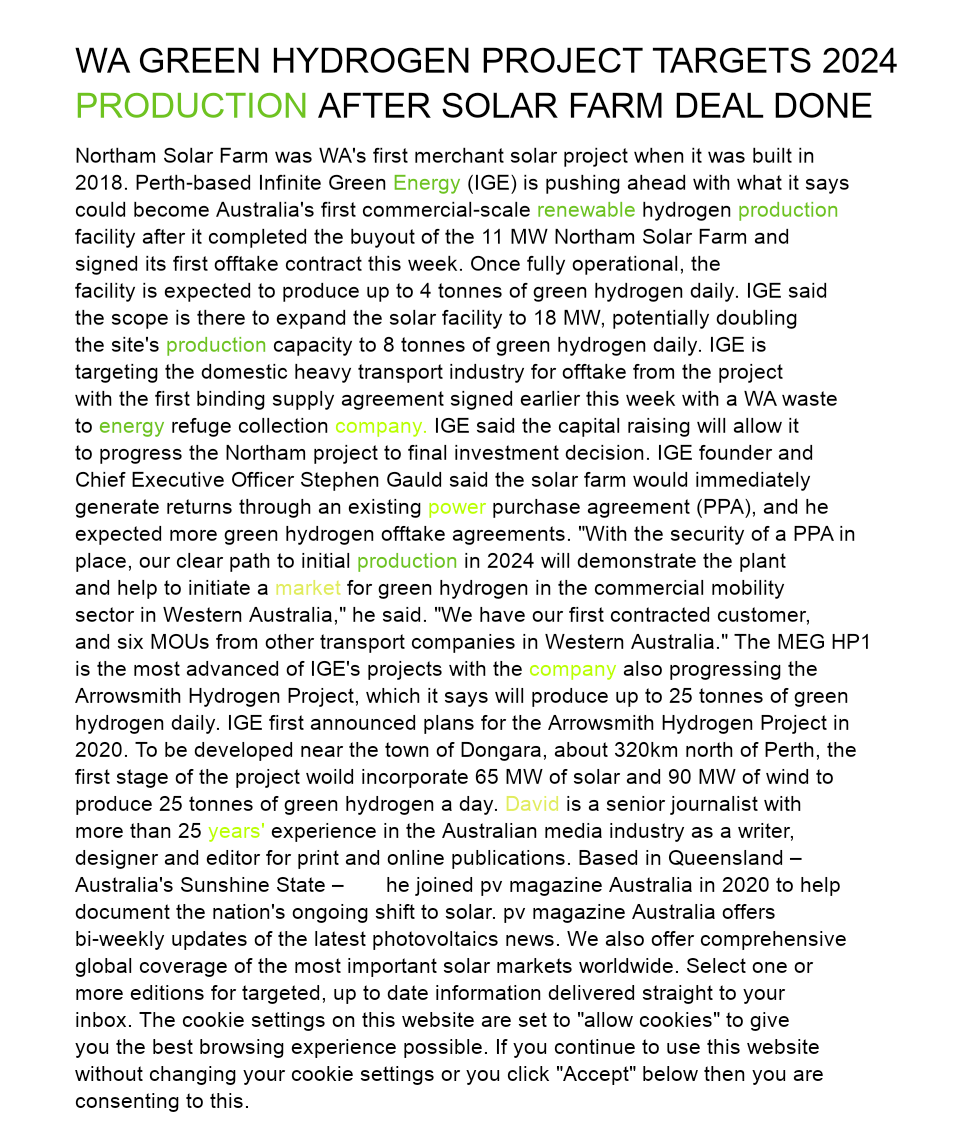 WA GREEN HYDROGEN PROJECT TARGETS 2024
PRODUCTION AFTER SOLAR FARM DEAL DONE
Northam Solar Farm was WA's first merchant solar project when it was built in
2018. Perth-based Infinite Green Energy (IGE) is pushing ahead with what it says
could become Australia's first commercial-scale renewable hydrogen production
facility after it completed the buyout of the 11 MW Northam Solar Farm and
signed its first offtake contract this week. Once fully operational, the
facility is expected to produce up to 4 tonnes of green hydrogen daily. IGE said
the scope is there to expand the solar facility to 18 MW, potentially doubling
the site's production capacity to 8 tonnes of green hydrogen daily. IGE is
targeting the domestic heavy transport industry for offtake from the project
with the first binding supply agreement signed earlier this week with a WA waste
to energy refuge collection company. IGE said the capital raising will allow it
to progress the Northam project to final investment decision. IGE founder and
Chief Executive Officer Stephen Gauld said the solar farm would immediately
generate returns through an existing power purchase agreement (PPA), and he
expected more green hydrogen offtake agreements. "With the security of a PPA in
place, our clear path to initial production in 2024 will demonstrate the plant
and help to initiate a market for green hydrogen in the commercial mobility
sector in Western Australia," he said. "We have our first contracted customer,
and six MOUs from other transport companies in Western Australia." The MEG HP1
is the most advanced of IGE's projects with the company also progressing the
Arrowsmith Hydrogen Project, which it says will produce up to 25 tonnes of green
hydrogen daily. IGE first announced plans for the Arrowsmith Hydrogen Project in
2020. To be developed near the town of Dongara, about 320km north of Perth, the
first stage of the project woild incorporate 65 MW of solar and 90 MW of wind to
produce 25 tonnes of green hydrogen a day. David is a senior journalist with
more than 25 years' experience in the Australian media industry as a writer,
designer and editor for print and online publications. Based in Queensland –
Australia's Sunshine State – he joined pv magazine Australia in 2020 to help
document the nation's ongoing shift to solar. pv magazine Australia offers
bi-weekly updates of the latest photovoltaics news. We also offer comprehensive
global coverage of the most important solar markets worldwide. Select one or
more editions for targeted, up to date information delivered straight to your
inbox. The cookie settings on this website are set to "allow cookies" to give
you the best browsing experience possible. If you continue to use this website
without changing your cookie settings or you click "Accept" below then you are
consenting to this.